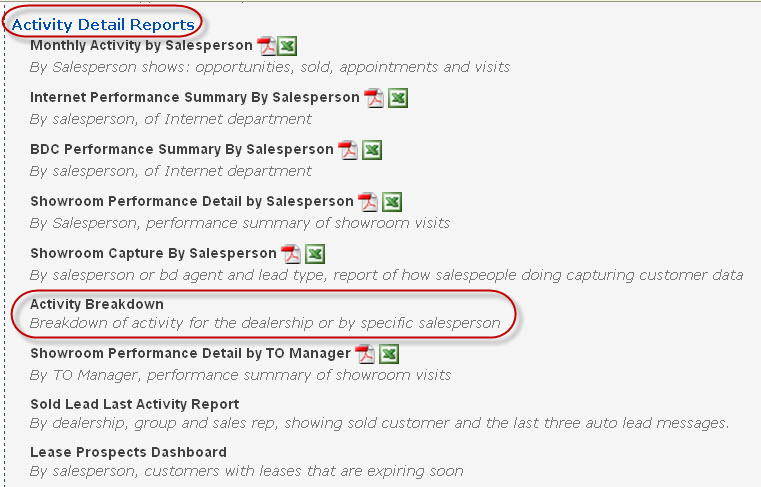 Activity Detail Reports
Monthly Activity by Salesperson
By Salesperson shows: opportunities, sold, appointments and visits
Internet Performance Summary By Salesperson
By salesperson, of Internet department
BDC Performance Summary By Salesperson
By salesperson, of Internet department
Showroom Performance Detail by Salesperson
By Salesperson, performance summary of showroom visits
Showroom Capture By Salesperson
By salesperson or bd agent and lead type, report of how salespeople doing capturing customer data
Activity Breakdown
Breakdown of activity for the dealership or by specific salesperson
Showroom Performance Detail by TO Manager
By TO Manager, performance summary of showroom visits
Sold Lead Last Activity Report
By dealership, group and sales rep, showing sold customer and the last three auto lead messages.
Lease Prospects Dashboard
By salesperson, customers with leases that are expiring soon